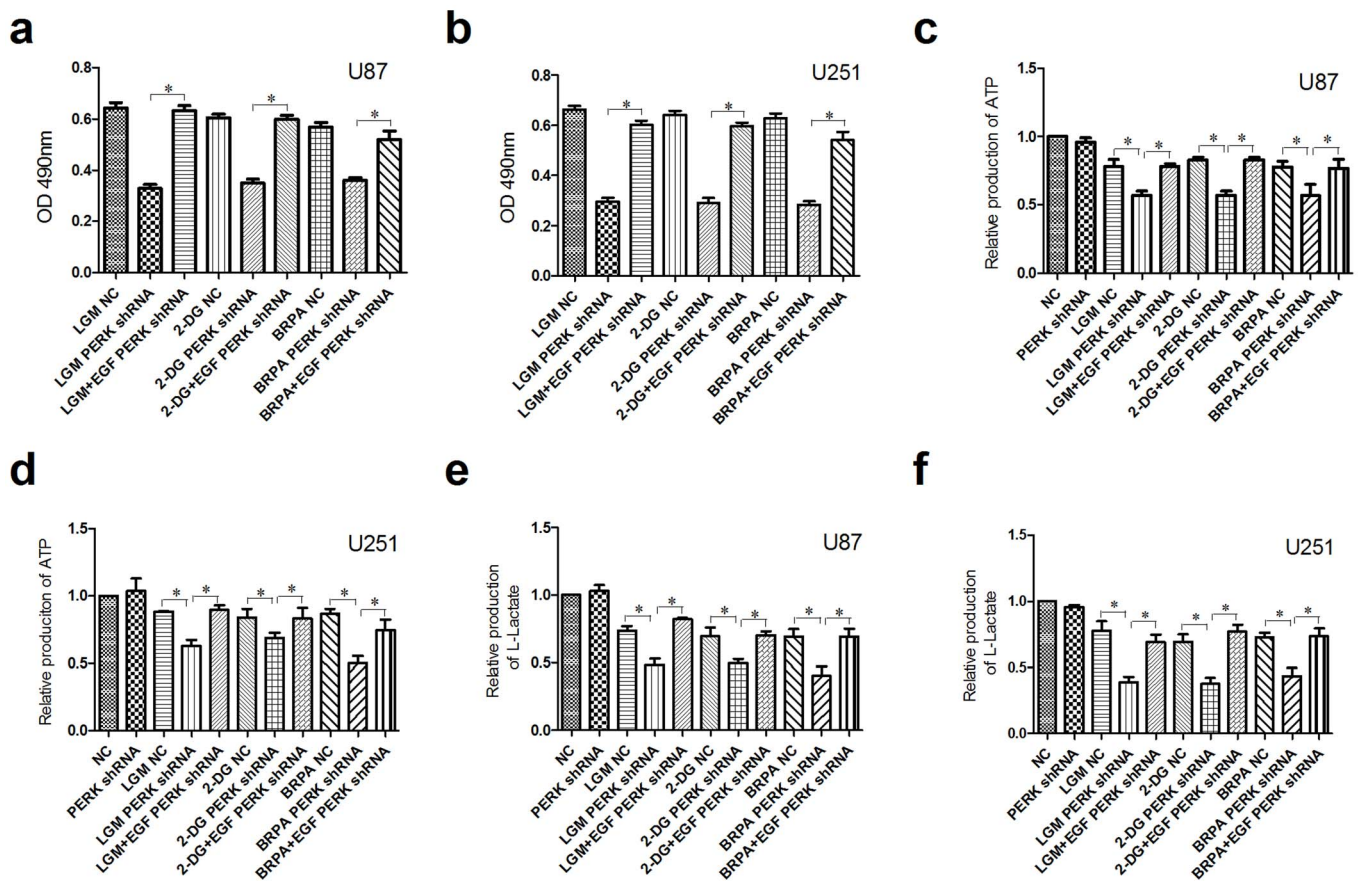 a
U87
OD 490nm
0.8
0.6
0.4
0.2
0.0
*
*
*
LGM NC
LGM PERK shRNA
LGM+EGF PERK shRNA
2-DG NC
2-DG PERK shRNA
2-DG+EGF PERK shRNA
BRPA NC
BRPA PERK shRNA
BRPA+EGF PERK shRNA
b
U251
OD 490nm
0.8
0.6
0.4
0.2
0.0
*
*
*
LGM NC
LGM PERK shRNA
LGM+EGF PERK shRNA
2-DG NC
2-DG PERK shRNA
2-DG+EGF PERK shRNA
BRPA NC
BRPA PERK shRNA
BRPA+EGF PERK shRNA
c
U87
Relative production of ATP
1.5
1.0
0.5
0.0
*
*
*
*
*
*
NC
PERK shRNA
LGM NC
LGM PERK shRNA
LGM+EGF PERK shRNA
2-DG NC
2-DG PERK shRNA
2-DG+EGF PERK shRNA
BRPA NC
BRPA PERK shRNA
BRPA+EGF PERK shRNA
d
U251
Relative produciton of ATP
1.5
1.0
0.5
0.0
*
*
*
*
*
*
NC
PERK shRNA
LGM NC
LGM PERK shRNA
LGM+EGF PERK shRNA
2-DG NC
2-DG PERK shRNA
2-DG+EGF PERK shRNA
BRPA NC
BRPA PERK shRNA
BRPA+EGF PERK shRNA
e
U87
Relative production
of L-Lactate
1.5
1.0
0.5
0.0
*
*
*
*
*
*
NC
PERK shRNA
LGM NC
LGM PERK shRNA
LGM+EGF PERK shRNA
2-DG NC
2-DG PERK shRNA
2-DG+EGF PERK shRNA
BRPA NC
BRPA PERK shRNA
BRPA+EGF PERK shRNA
f
U251
Relative production
of L-Lactate
1.5
1.0
0.5
0.0
*
*
*
*
*
*
NC
PERK shRNA
LGM NC
LGM PERK shRNA
LGM+EGF PERK shRNA
2-DG NC
2-DG PERK shRNA
2-DG+EGF PERK shRNA
BRPA NC
BRPA PERK shRNA
BRPA+EGF PERK shRNA